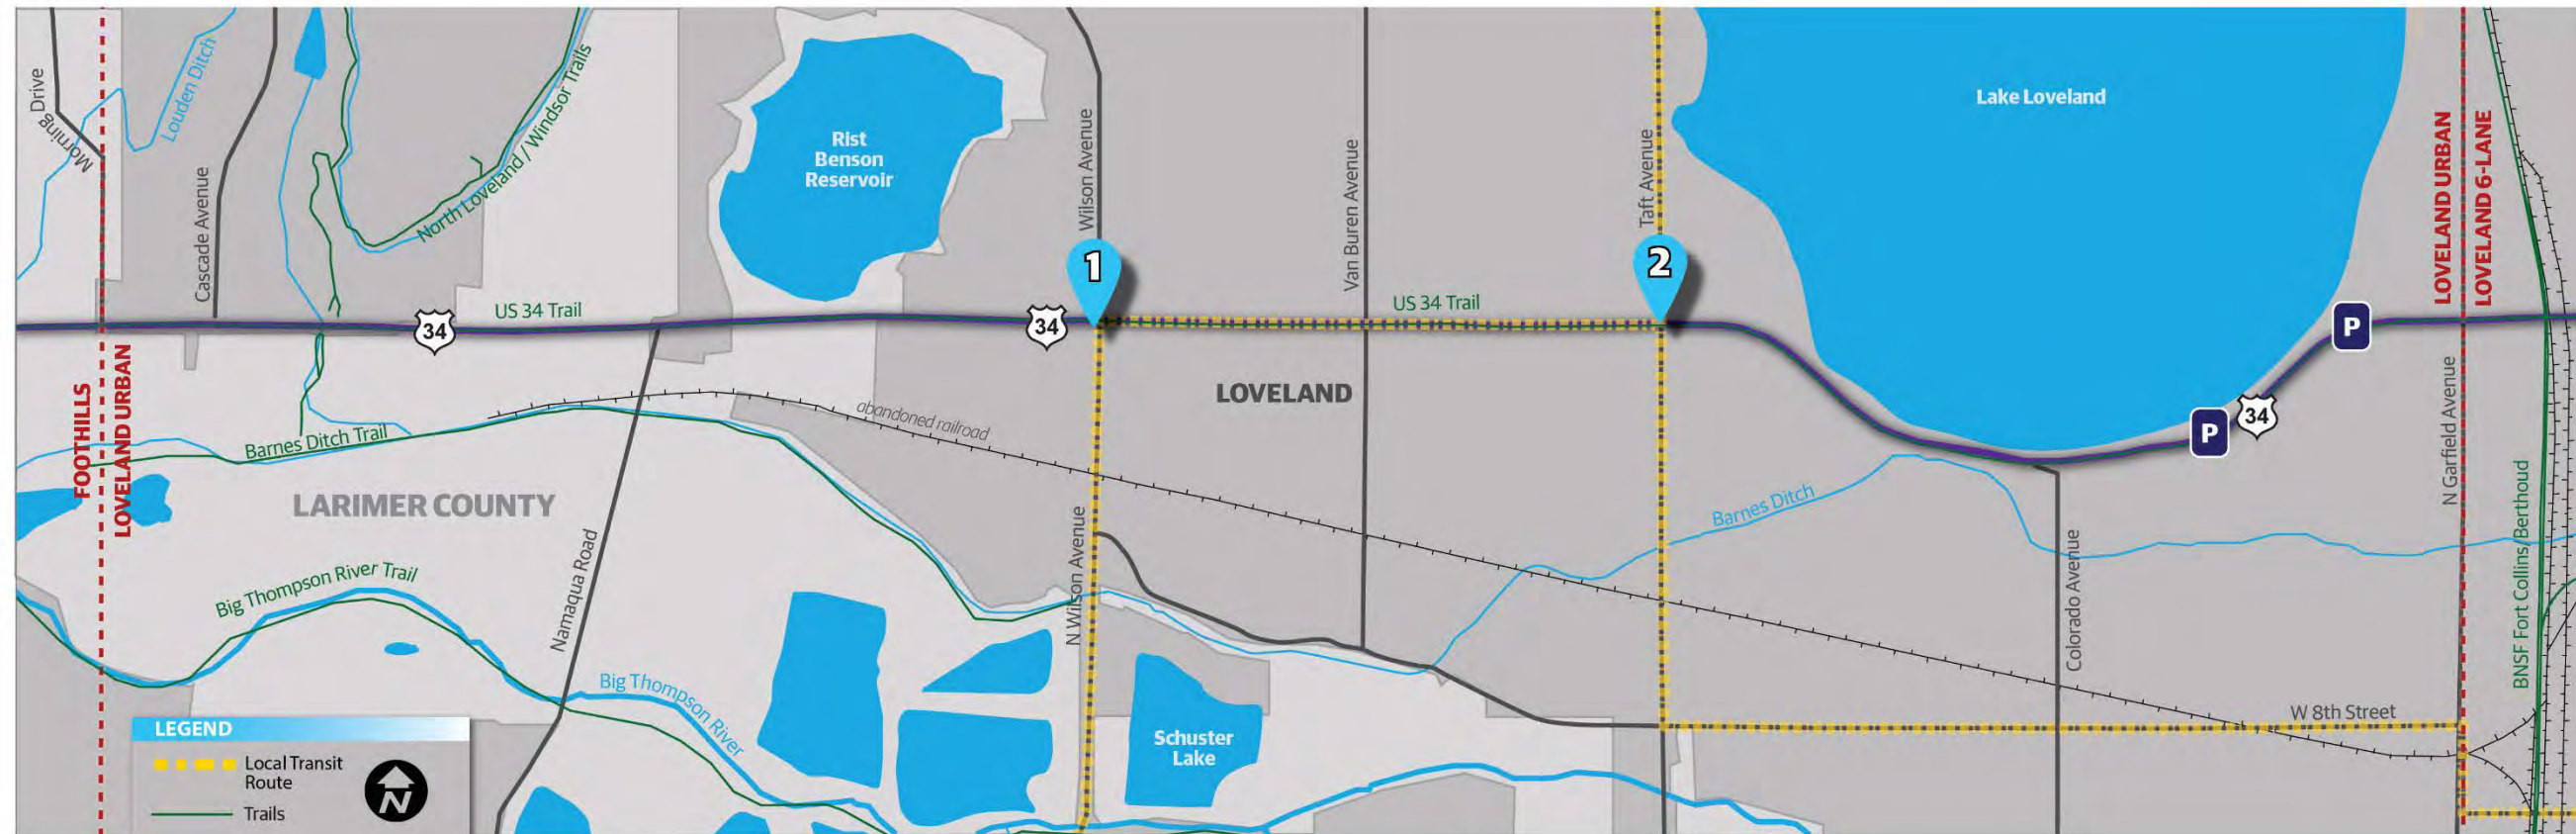 Morning Drive
Louden Ditch
Cascade Avenue
North Loveland / Windsor Trails
Rist
Benson
Reservoir
Wilson Avenue
Van Buren Avenue
Taft Avenue
Lake Loveland
LOVELAND URBAN
LOVELAND 6-LANE
1
2
US 34 Trail
US 34 Trail
34
34
P
P
34
FOOTHILLS
LOVELAND URBAN
LOVELAND
abandoned railroad
Barnes Ditch Trail
LARIMER COUNTY
Barnes Ditch
N Garfield Avenue
BNSF Fort Collins/Berthoud
Big Thompson River Trail
Namaqua Road
N Wilson Avenue
Colorado Avenue
Big Thompson River
Schuster
Lake
W 8th Street
LEGEND
Local Transit
Route
Trails
N